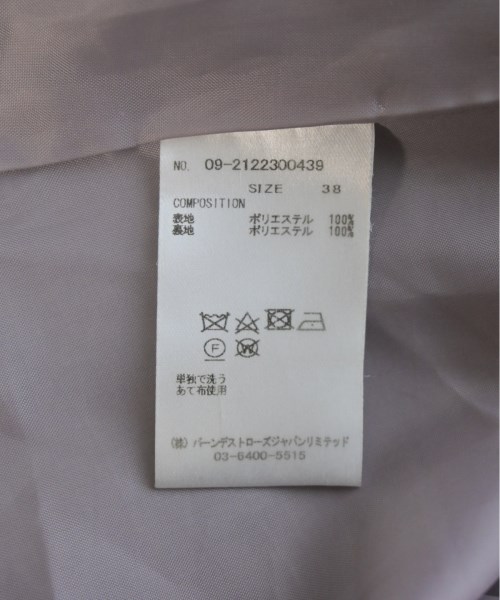 NO. 09-2122300439
SIZE 38
COMPOSITION
表地 ポリエステル 100%
裏地 ポリエステル 100%
F W
単独で洗う
あて布使用
(株) バーンデストローズジャパンリミテッド
03-6400-5515